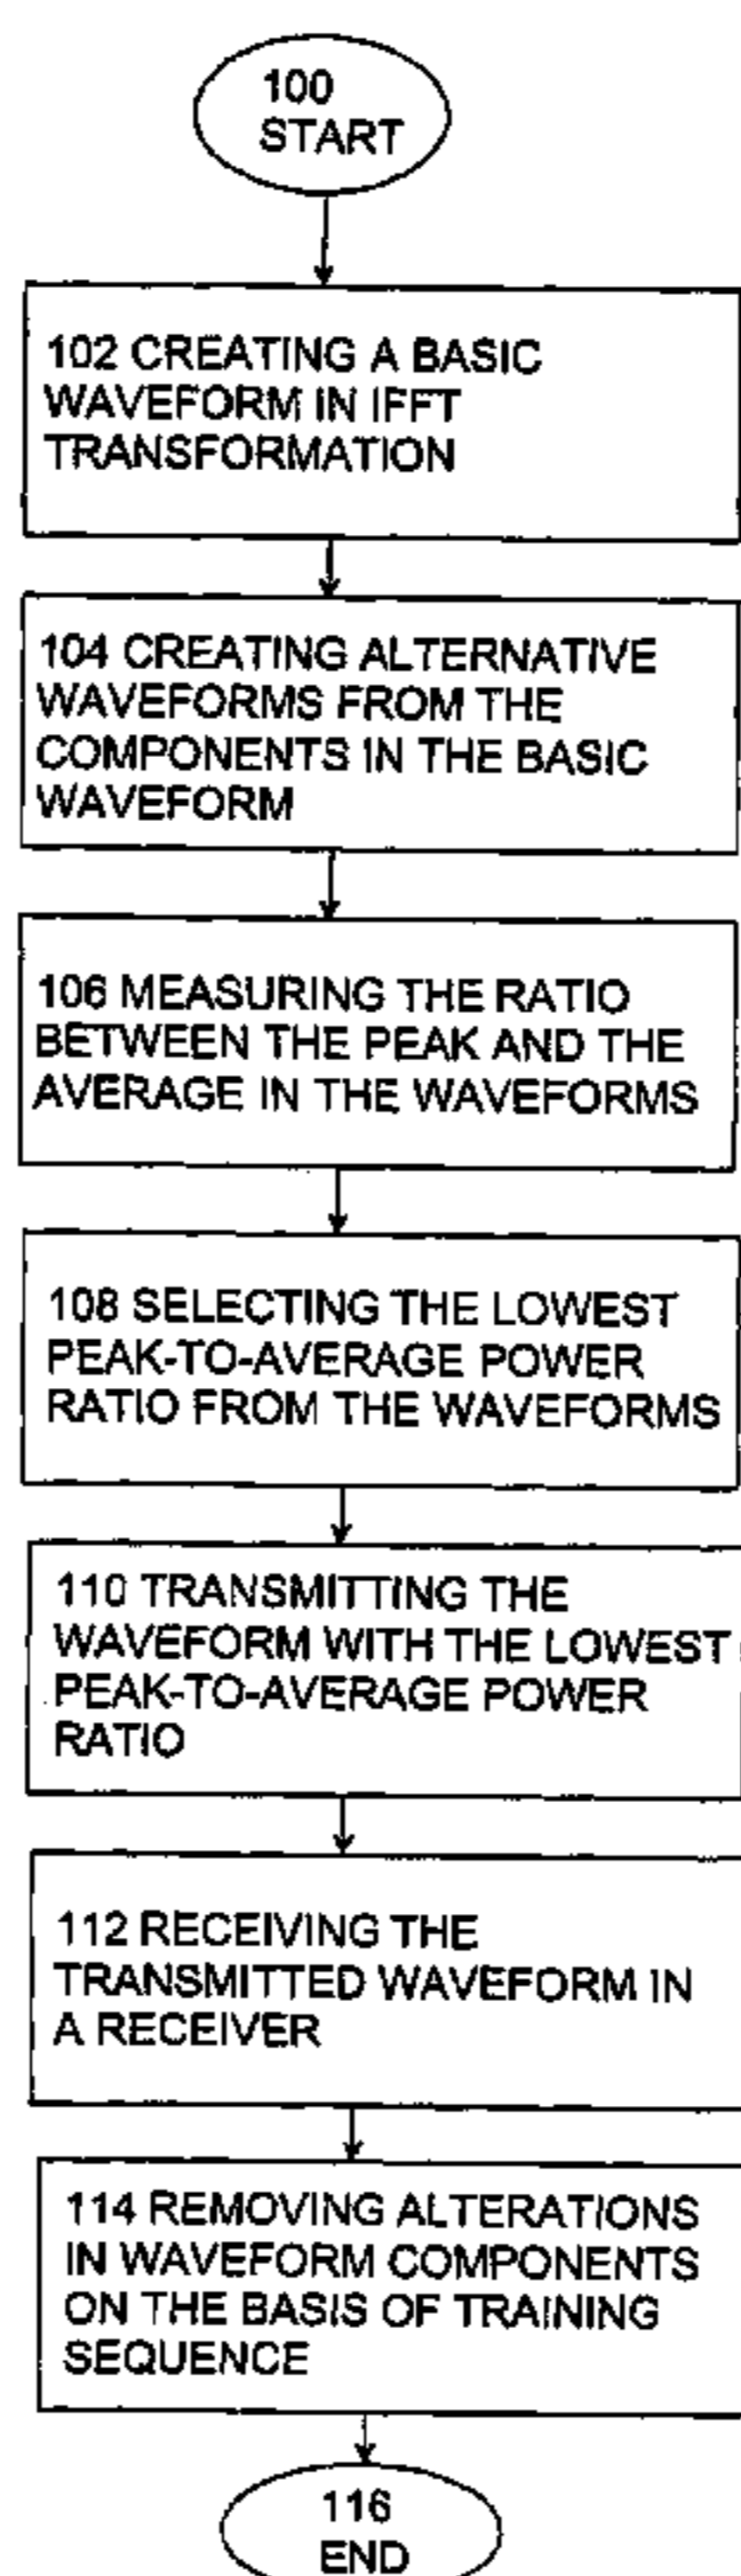 100
START
102 CREATING A BASIC
WAVEFORM IN IFFT
TRANSFORMATION
104 CREATING ALTERNATIVE
WAVEFORMS FROM THE
COMPONENTS IN THE BASIC
WAVEFORM
106 MEASURING THE RATIO
BETWEEN THE PEAK AND THE
AVERAGE IN THE WAVEFORMS
108 SELECTING THE LOWEST
PEAK-TO-AVERAGE POWER
RATIO FROM THE WAVEFORMS
110 TRANSMITTING THE
WAVEFORM WITH THE LOWEST
PEAK-TO-AVERAGE POWER
RATIO
112 RECEIVING THE
TRANSMITTED WAVEFORM IN
A RECEIVER
114 REMOVING ALTERATIONS
IN WAVEFORM COMPONENTS
ON THE BASIS OF TRAINING
SEQUENCE
116
END